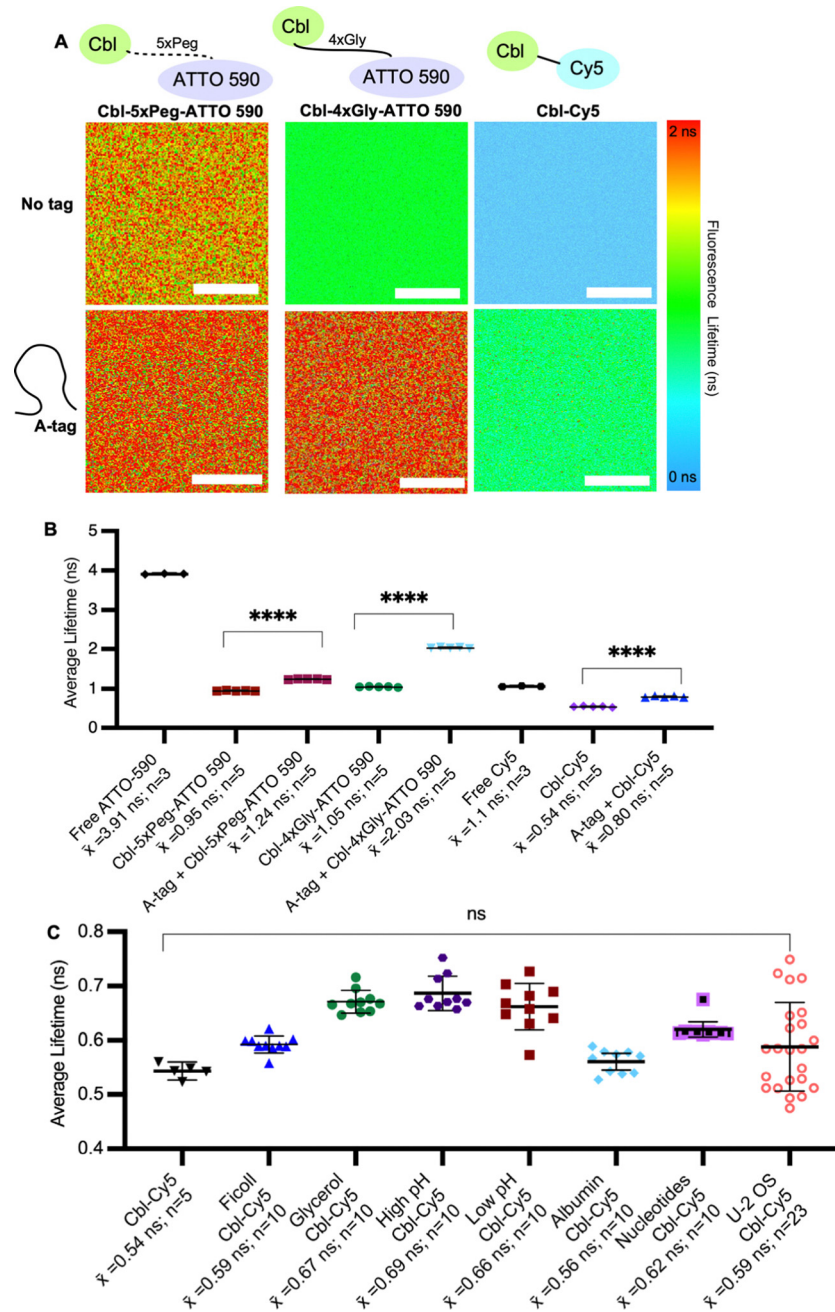 A
Cbl
5xPeg
ATTO 590
Cbl
4xGly
ATTO 590
Cbl
Cy5
Cbl-5xPeg-ATTO 590
Cbl-4xGly-ATTO 590
Cbl-Cy5
No tag
A-tag
2 ns
Fluorescence Lifetime (ns)
0 ns
B
Average Lifetime (ns)
5
4
3
2
1
0
****
****
****
Free ATTO-590
x̄ =3.91 ns; n=3
Cbl-5xPeg-ATTO 590
x̄ =0.95 ns; n=5
A-tag + Cbl-5xPeg-ATTO 590
x̄ =1.24 ns; n=5
Cbl-4xGly-ATTO 590
x̄ =1.05 ns; n=5
A-tag + Cbl-4xGly-ATTO 590
x̄ =2.03 ns; n=5
Free Cy5
x̄ =1.1 ns; n=3
Cbl-Cy5
x̄ =0.54 ns; n=5
A-tag + Cbl-Cy5
x̄ =0.80 ns; n=5
C
ns
Average Lifetime (ns)
0.8
0.7
0.6
0.5
0.4
Cbl-Cy5
x̄ =0.54 ns; n=5
Ficoll
Cbl-Cy5
x̄ =0.59 ns; n=10
Glycerol
Cbl-Cy5
x̄ =0.67 ns; n=10
High pH
Cbl-Cy5
x̄ =0.69 ns; n=10
Low pH
Cbl-Cy5
x̄ =0.66 ns; n=10
Albumin
Cbl-Cy5
x̄ =0.56 ns; n=10
Nucleotides
Cbl-Cy5
x̄ =0.62 ns; n=10
U-2 OS
Cbl-Cy5
x̄ =0.59 ns; n=23